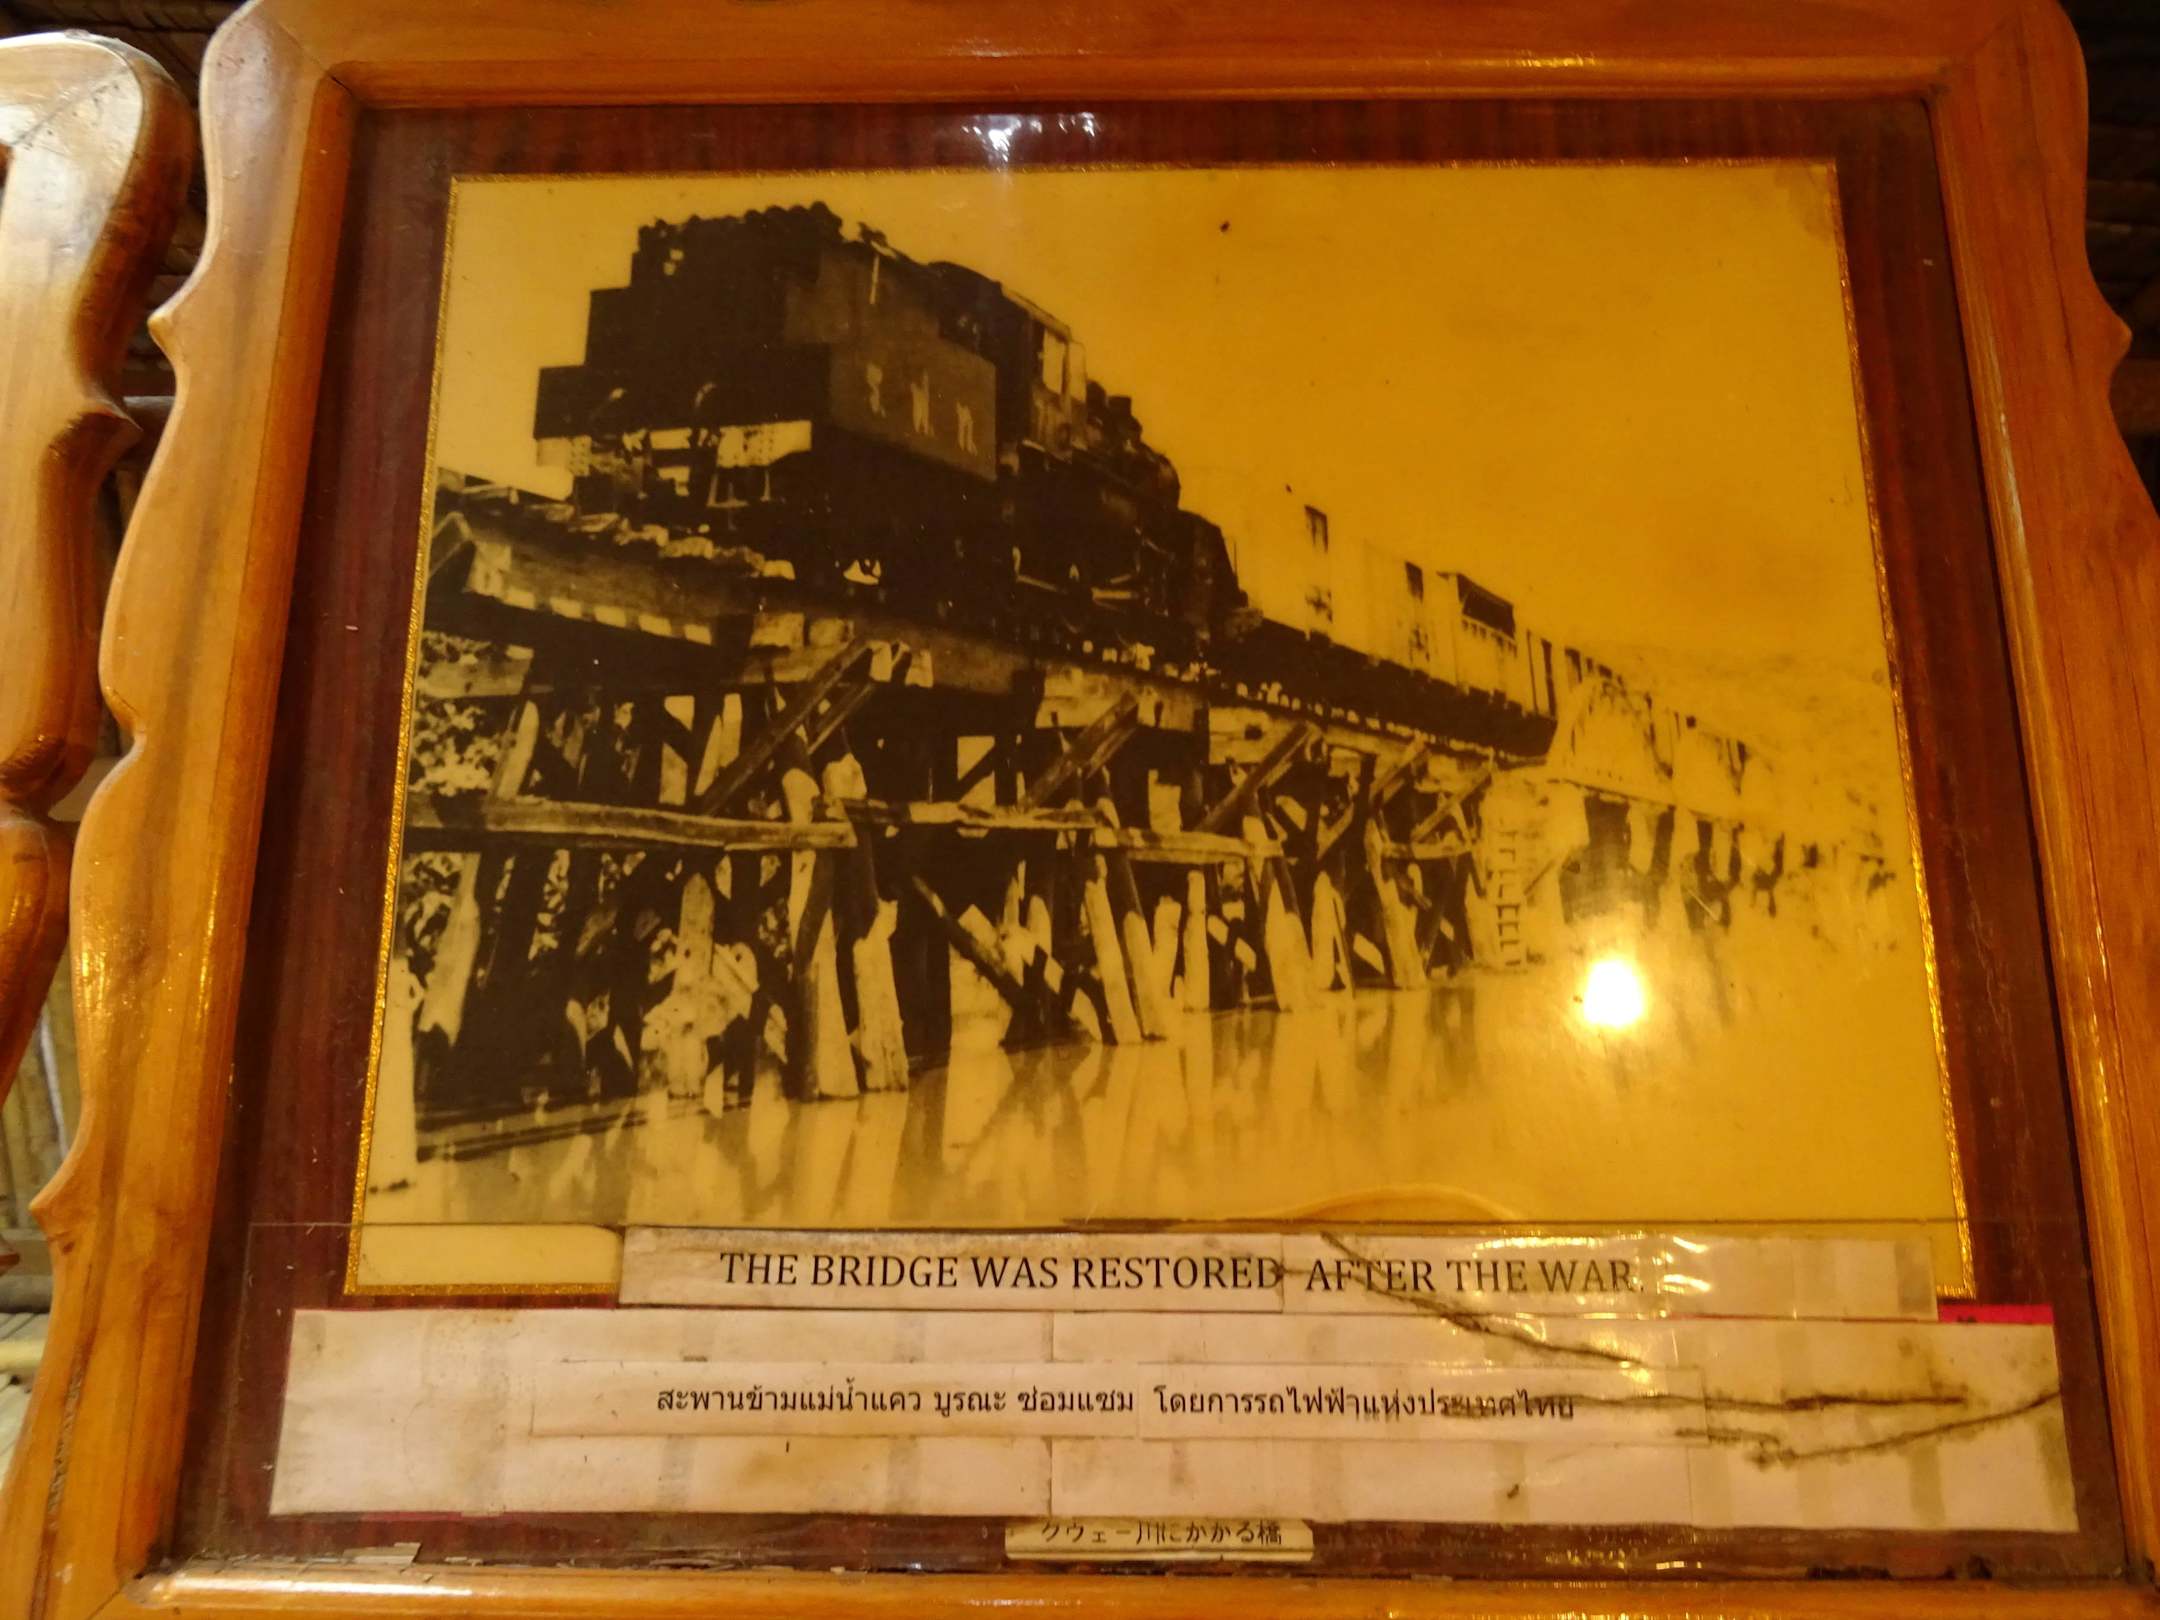 ร.ฟ.ท.
THE BRIDGE WAS RESTORED AFTER THE WAR.
สะพานข้ามแม่น้ำแคว บูรณะ ซ่อมแซม โดยการรถไฟฟ้าแห่งประเทศไทย
クウェー川にかかる橋